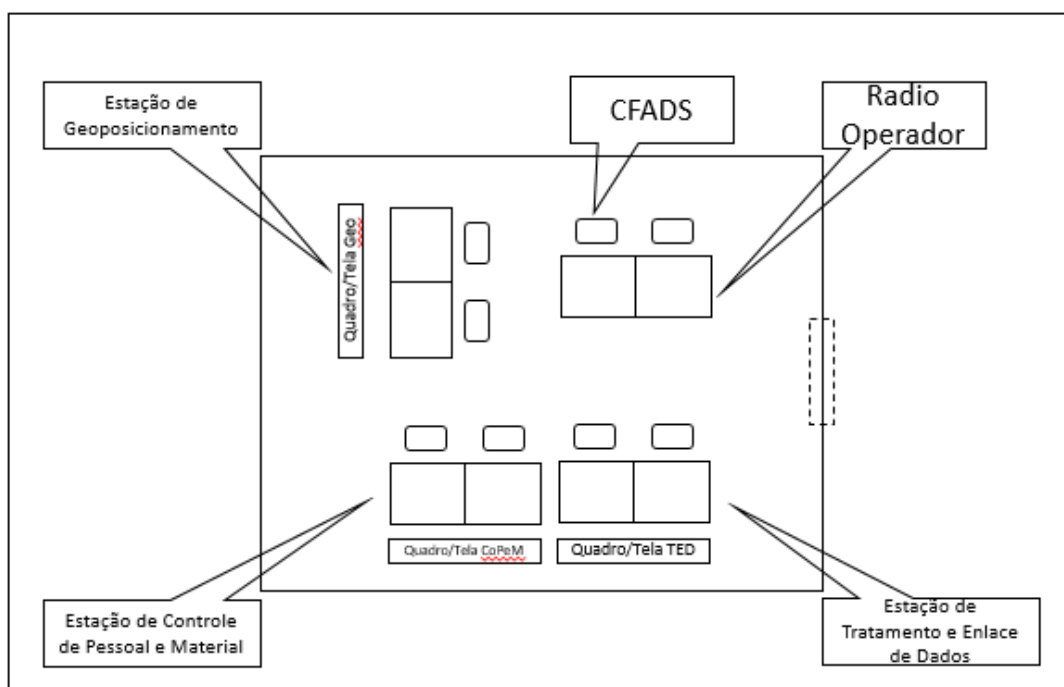 Estação de
Geoposicionamento
CFADS
Radio
Operador
Quadro/Tela Geo
Quadro/Tela CoPeM
Quadro/Tela TED
Estação de Controle
de Pessoal e Material
Estação de
Tratamento e Enlace
de Dados